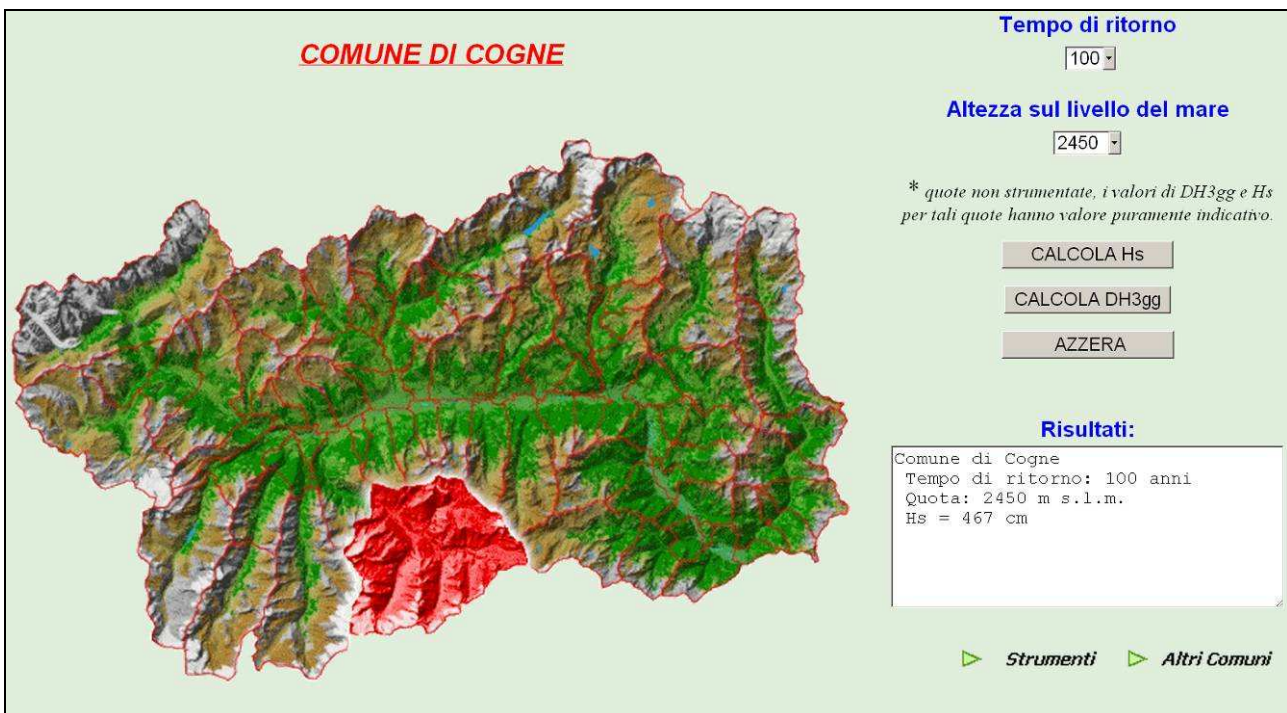 COMUNE DI COGNE
Tempo di ritorno
100
Altezza sul livello del mare
2450
* quote non strumentate, i valori di DH3gg e Hs
per tali quote hanno valore puramente indicativo.
CALCOLA Hs
CALCOLA DH3gg
AZZERA
Risultati:
Comune di Cogne
Tempo di ritorno: 100 anni
Quota: 2450 m s.l.m.
Hs = 467 cm
Strumenti
Altri Comuni